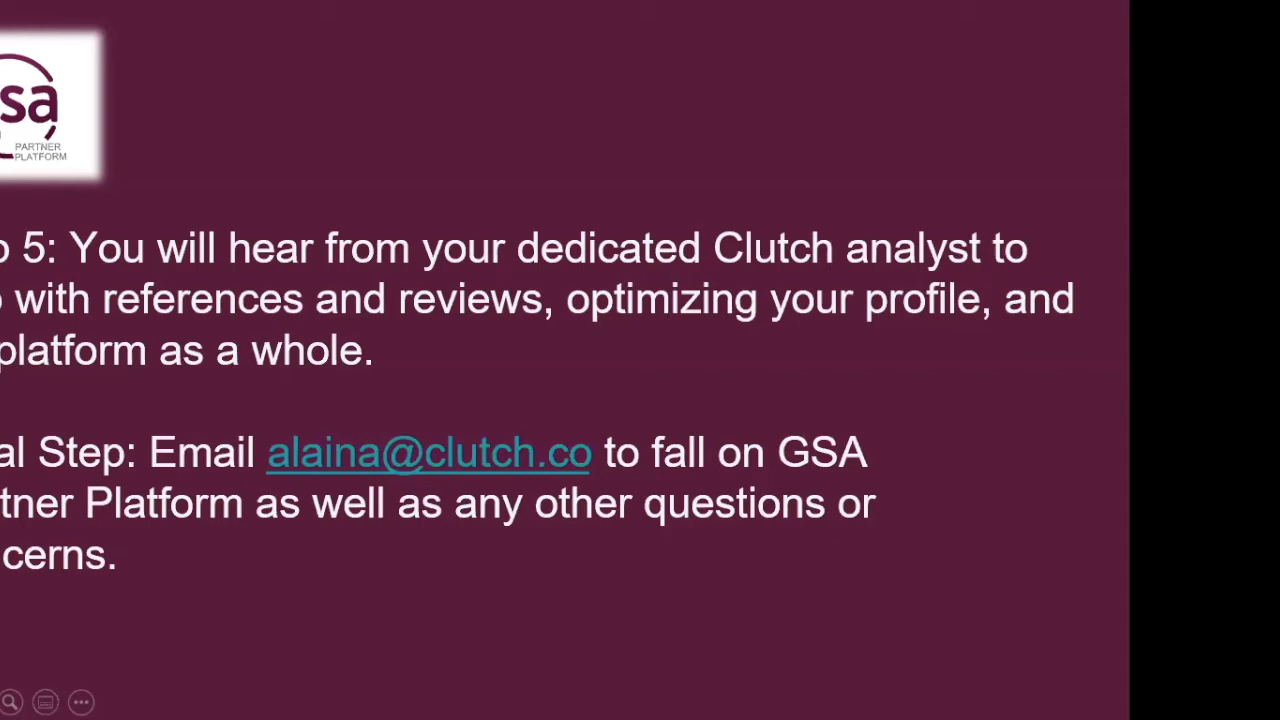 sa
PARTNER
PLATFORM
5: You will hear from your dedicated Clutch analyst to
with references and reviews, optimizing your profile, and
platform as a whole.
al Step: Email alaina@clutch.co to fall on GSA
tner Platform as well as any other questions or
cerns.